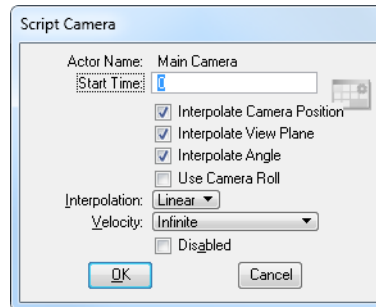 Script Camera
Actor Name: Main Camera
Start Time: 0
Interpolate Camera Position
Interpolate View Plane
Interpolate Angle
Use Camera Roll
Interpolation: Linear
Velocity: Infinite
Disabled
OK Cancel